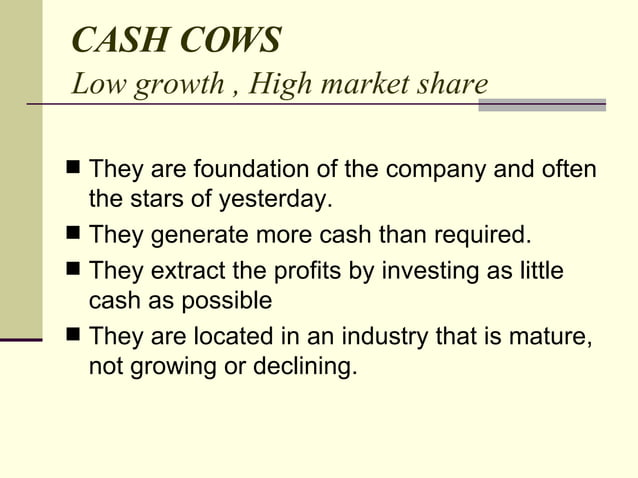 CASH COWS
Low growth , High market share
They are foundation of the company and often
the stars of yesterday.
They generate more cash than required.
They extract the profits by investing as little
cash as possible
They are located in an industry that is mature,
not growing or declining.